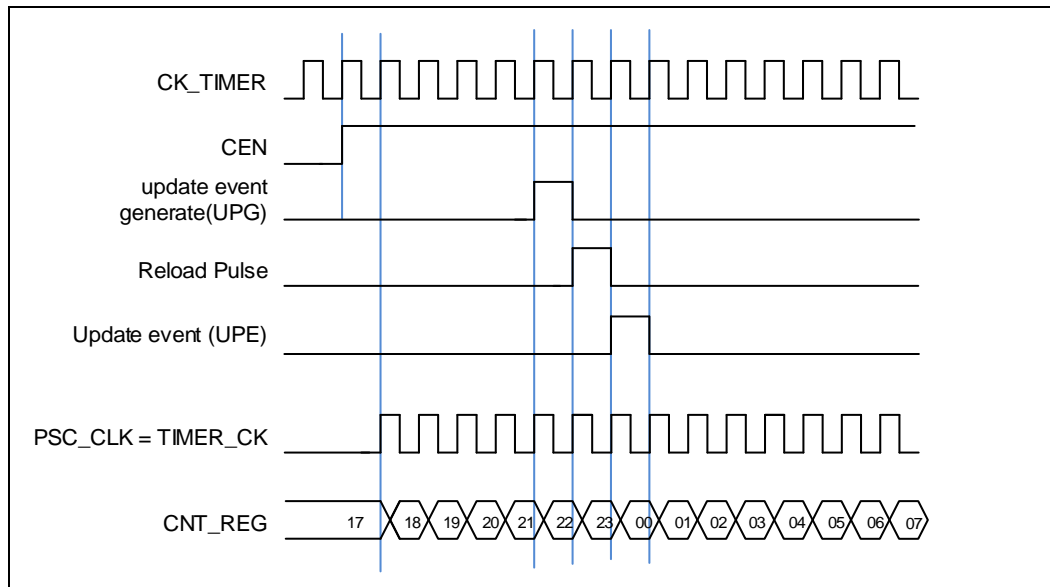 CK_TIMER
CEN
update event
generate(UPG)
Reload Pulse
Update event (UPE)
PSC_CLK = TIMER_CK
CNT_REG 17 18 19 20 21 22 23 00 01 02 03 04 05 06 07